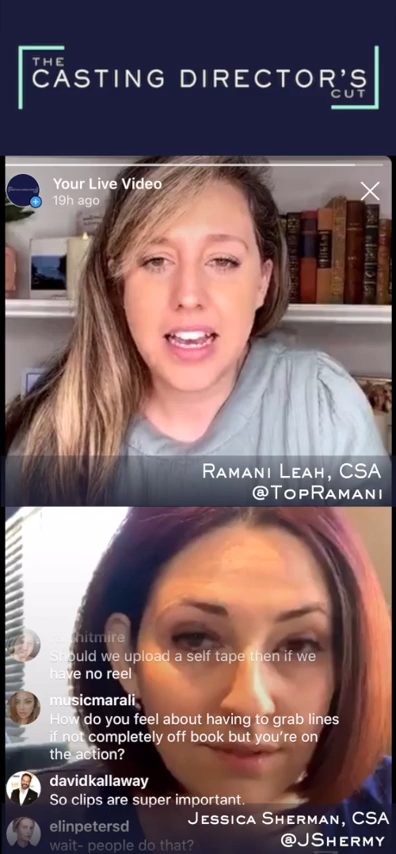 THE
CASTING DIRECTOR'S
CUT
Your Live Video
19h ago
RAMANI LEAH, CSA
@TOPRAMANI
Should we upload a self tape then if we
have no reel
musicmarali
How do you feel about having to grab lines
if not completely off book but you're on
the action?
davidkallaway
So clips are super important.
JESSICA SHERMAN, CSA
elinpetersd
@JSHERMY
wait- people do that?